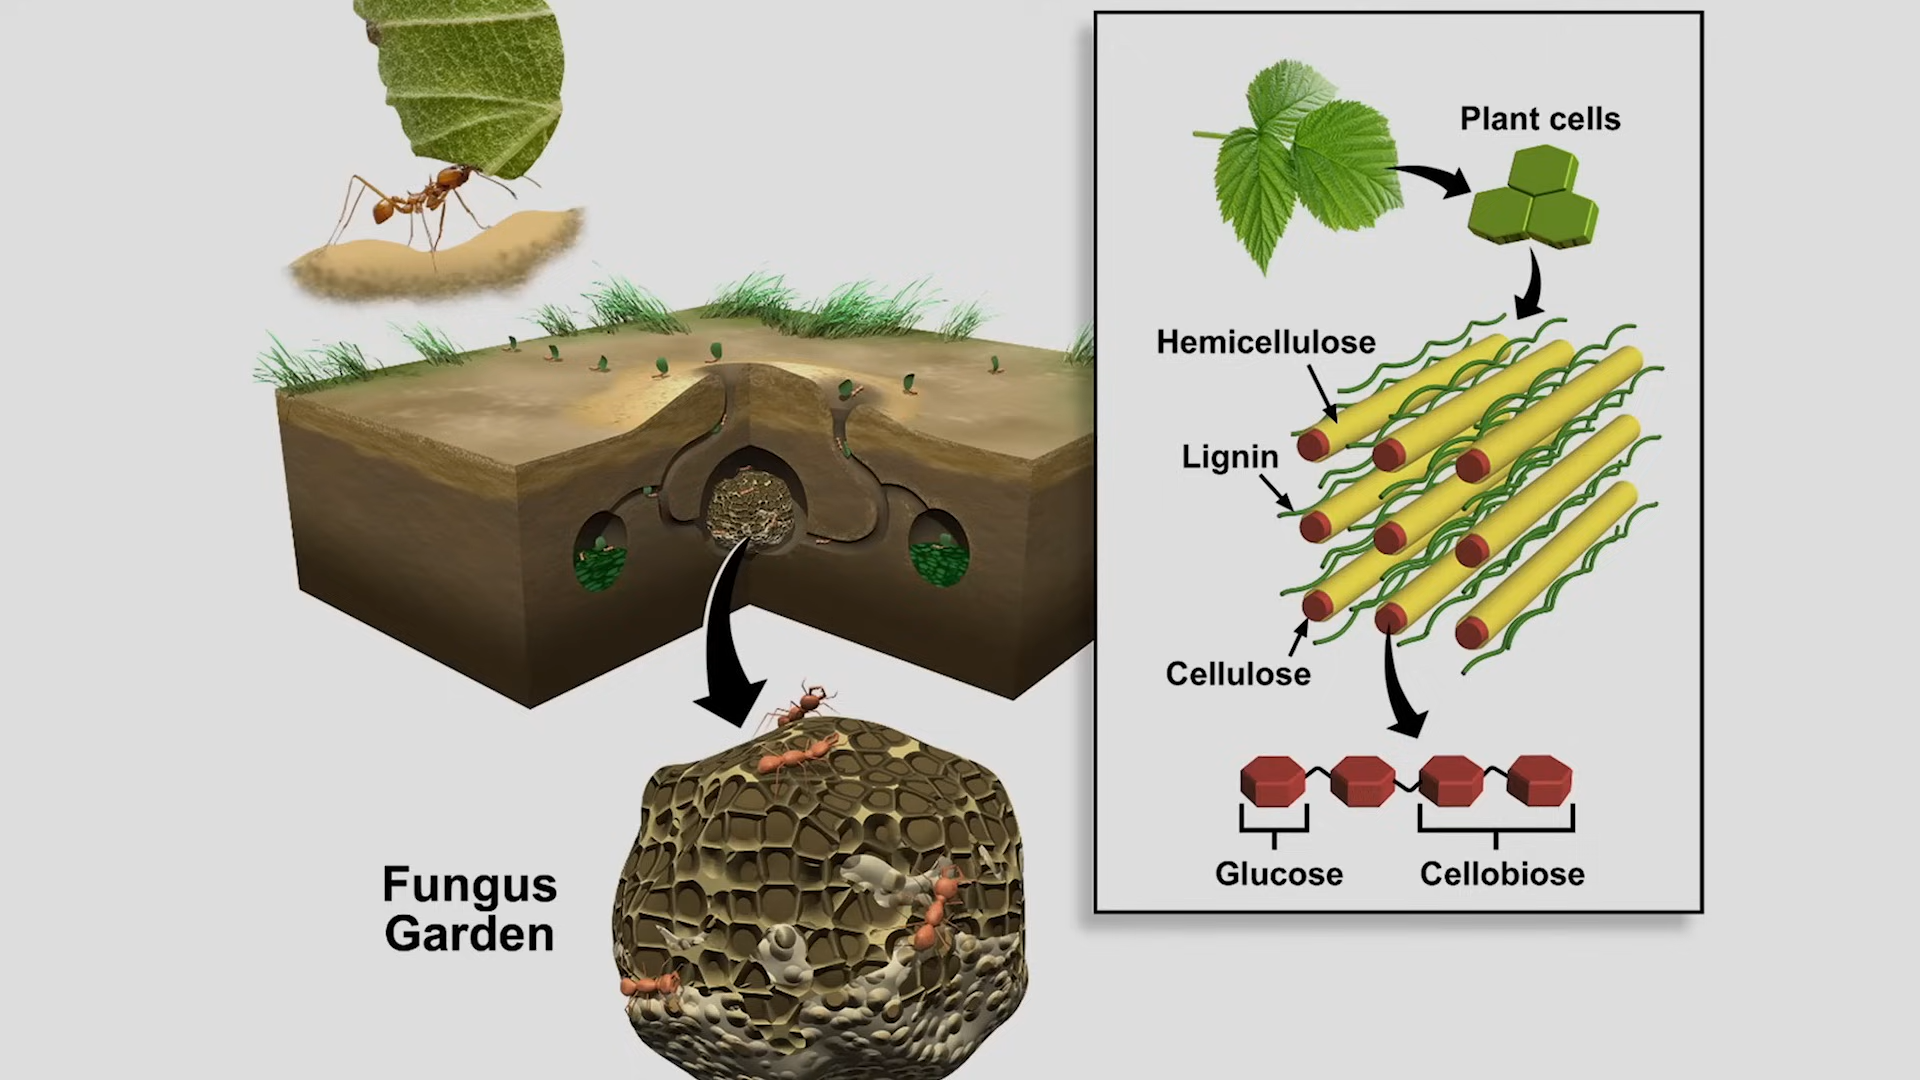 Plant cells
Hemicellulose
Lignin
Cellulose
Glucose
Cellobiose
Fungus
Garden